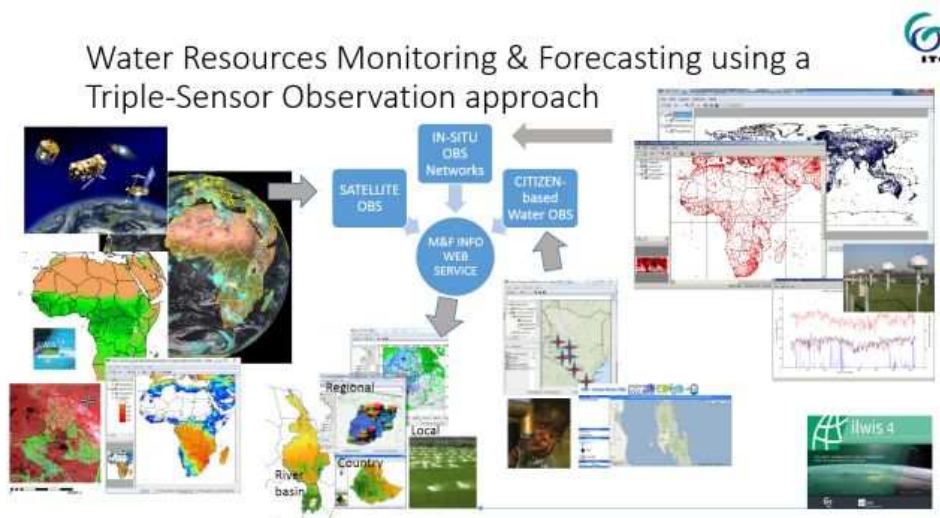 Water Resources Monitoring & Forecasting using a
Triple-Sensor Observation approach
ITC
IN-SITU
OBS
Networks
SATELLITE
OBS
CITIZEN-
based
Water OBS
M&F INFO
WEB
SERVICE
Regional
Local
River
basin
Country
ilwis 4